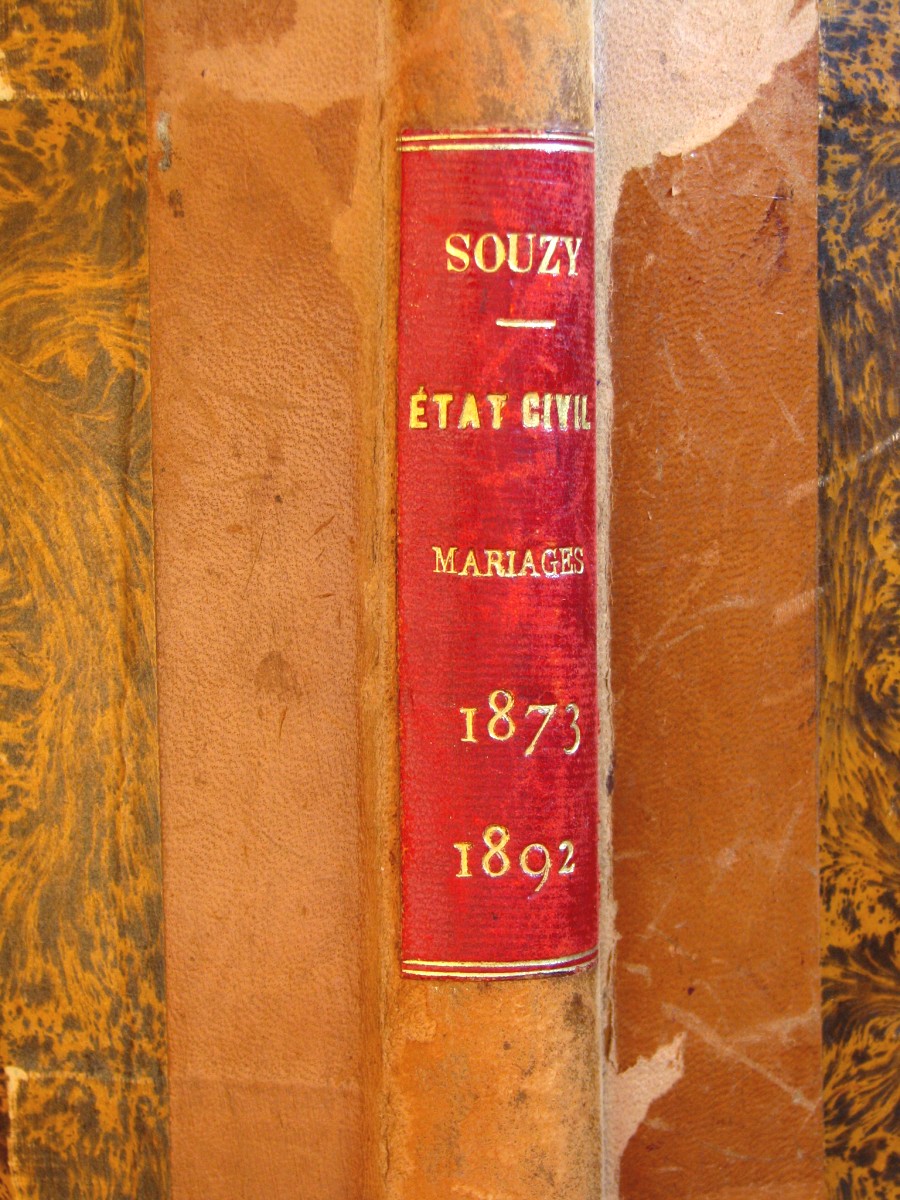 SOUZY
ÉTAT CIVIL
MARIAGES
1873
1892